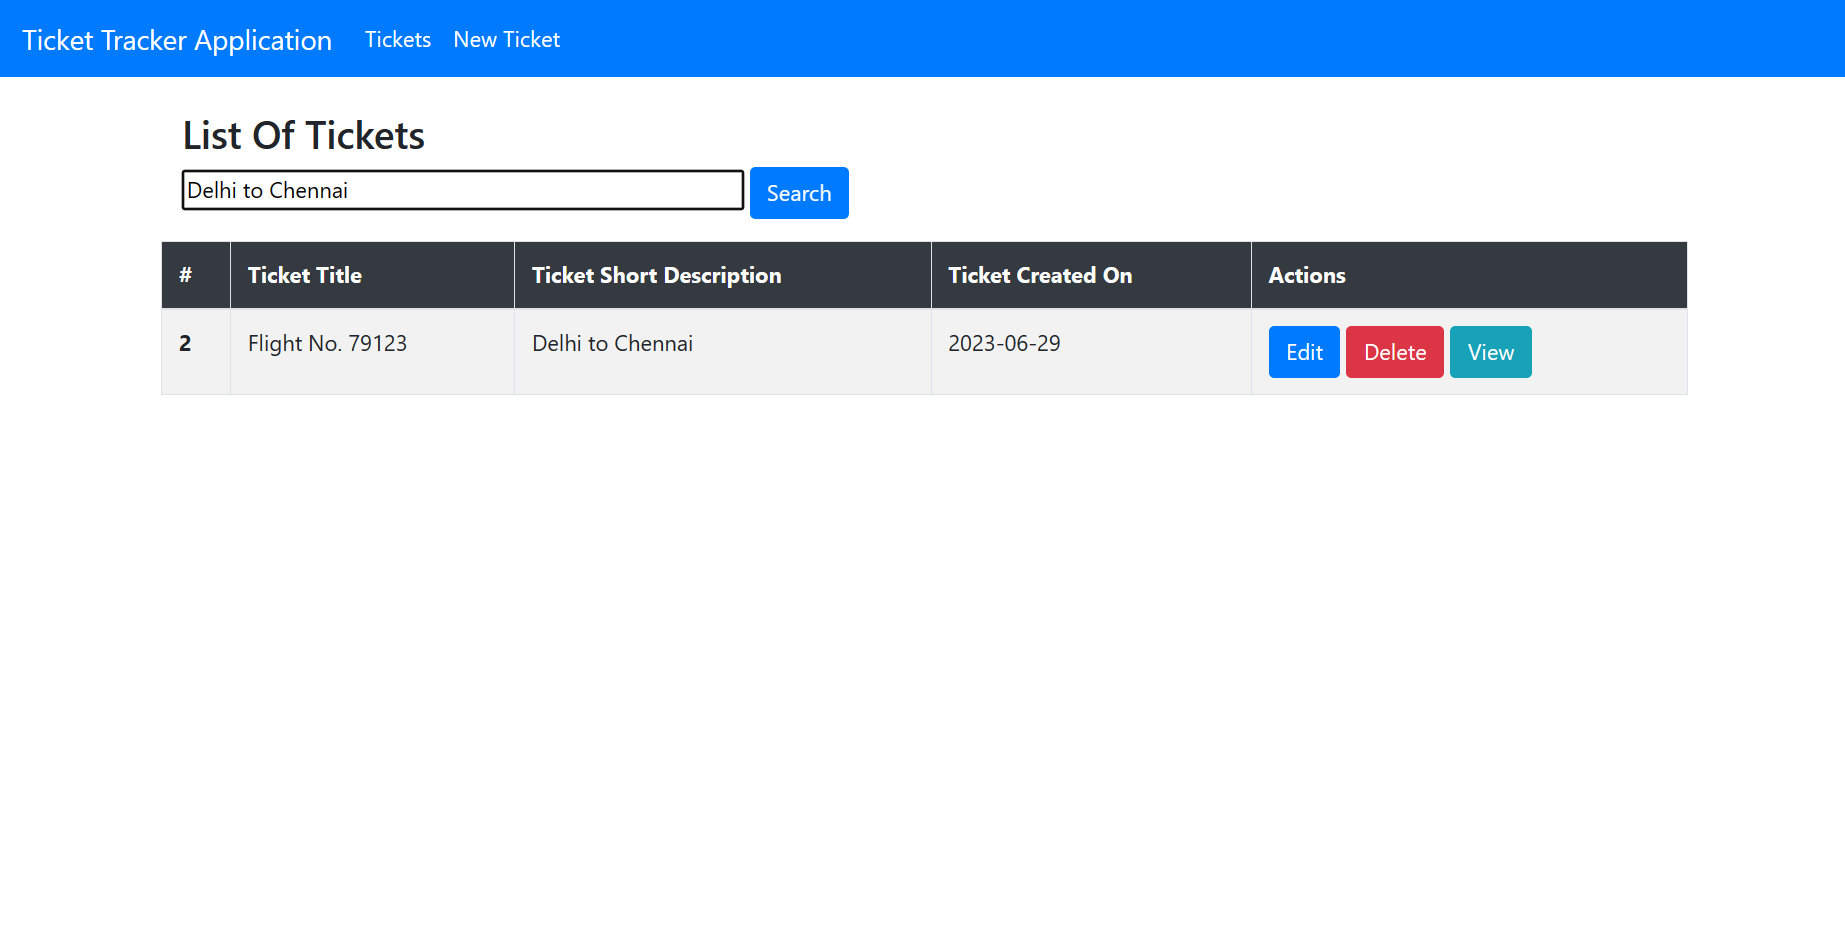 Ticket Tracker Application Tickets New Ticket
List Of Tickets
Delhi to Chennai Search
# Ticket Title Ticket Short Description Ticket Created On Actions
2 Flight No. 79123 Delhi to Chennai 2023-06-29 Edit Delete View